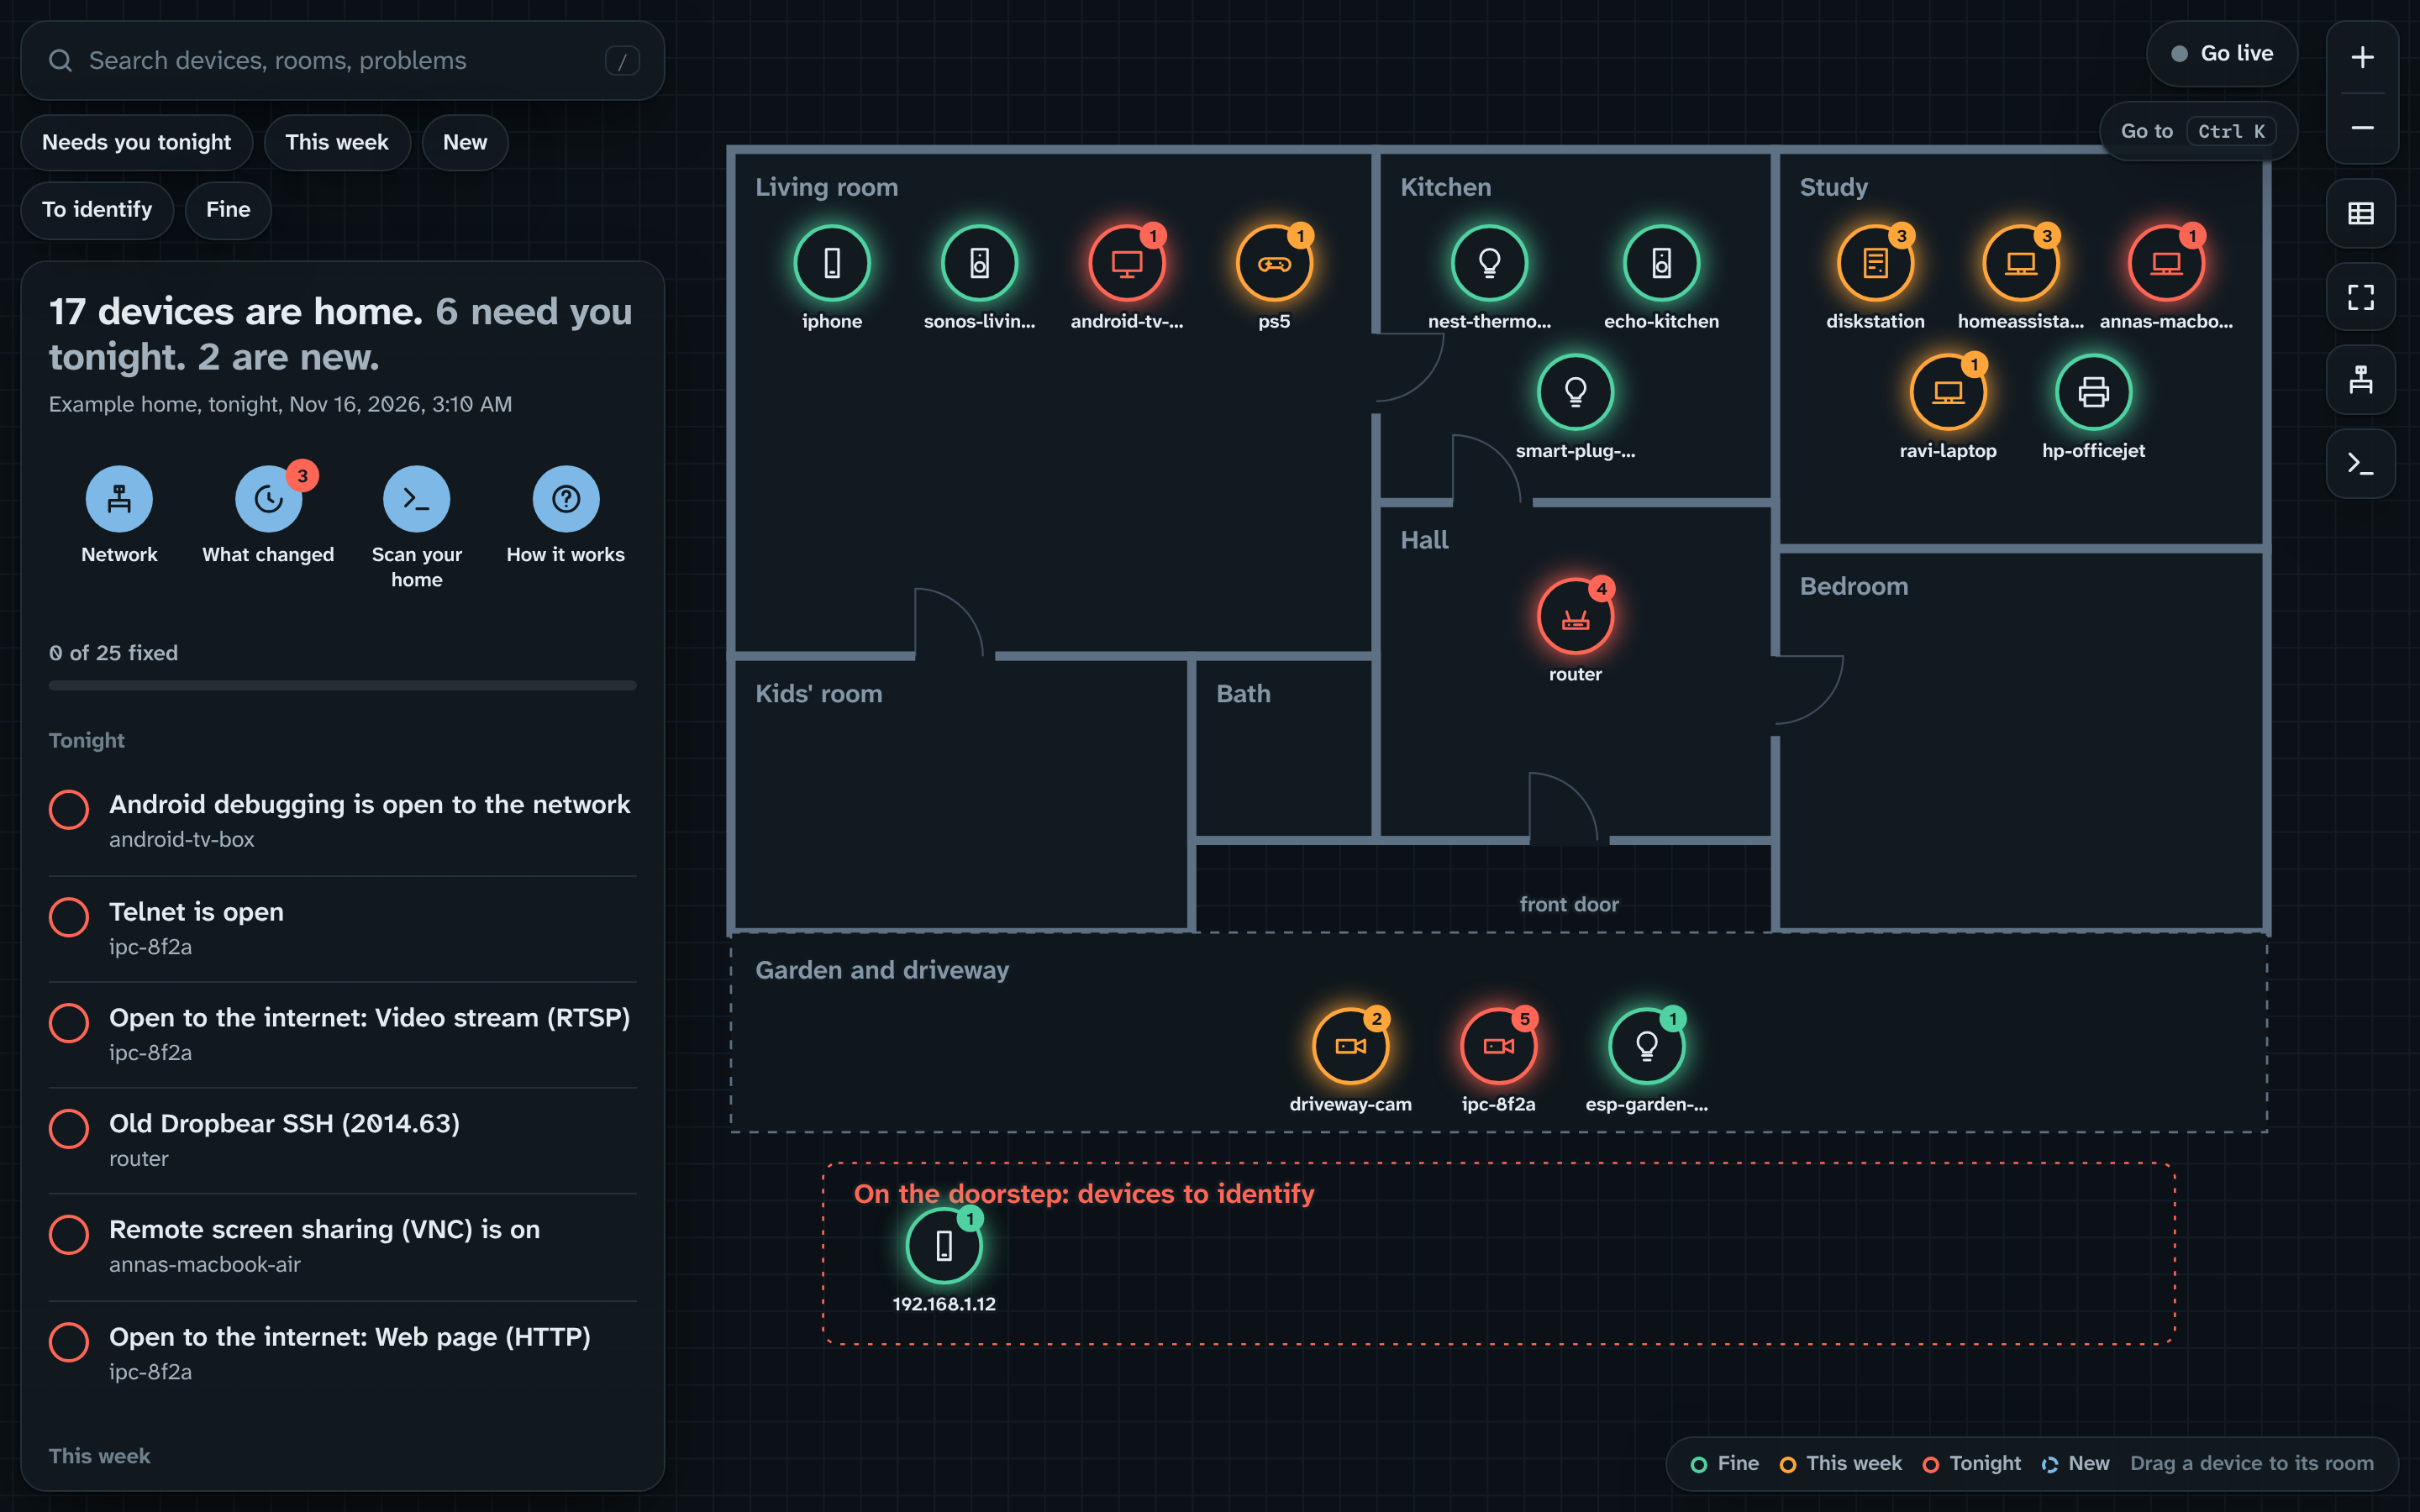 Search devices, rooms, problems /
Needs you tonight
This week
New
To identify
Fine
17 devices are home. 6 need you
tonight. 2 are new.
Example home, tonight, Nov 16, 2026, 3:10 AM
3
Network
What changed
Scan your
home
How it works
0 of 25 fixed
Tonight
Android debugging is open to the network
android-tv-box
Telnet is open
ipc-8f2a
Open to the internet: Video stream (RTSP)
ipc-8f2a
Old Dropbear SSH (2014.63)
router
Remote screen sharing (VNC) is on
annas-macbook-air
Open to the internet: Web page (HTTP)
ipc-8f2a
This week
Go live
Go to Ctrl K
Living room
1
1
iphone
sonos-livin...
android-tv-...
ps5
Kitchen
nest-thermo...
echo-kitchen
smart-plug-...
Study
3
3
1
diskstation
homeassista...
annas-macbo...
1
ravi-laptop
hp-officejet
Hall
4
router
Bedroom
Kids' room
Bath
front door
Garden and driveway
2
5
1
driveway-cam
ipc-8f2a
esp-garden-...
On the doorstep: devices to identify
1
192.168.1.12
Fine
This week
Tonight
New
Drag a device to its room